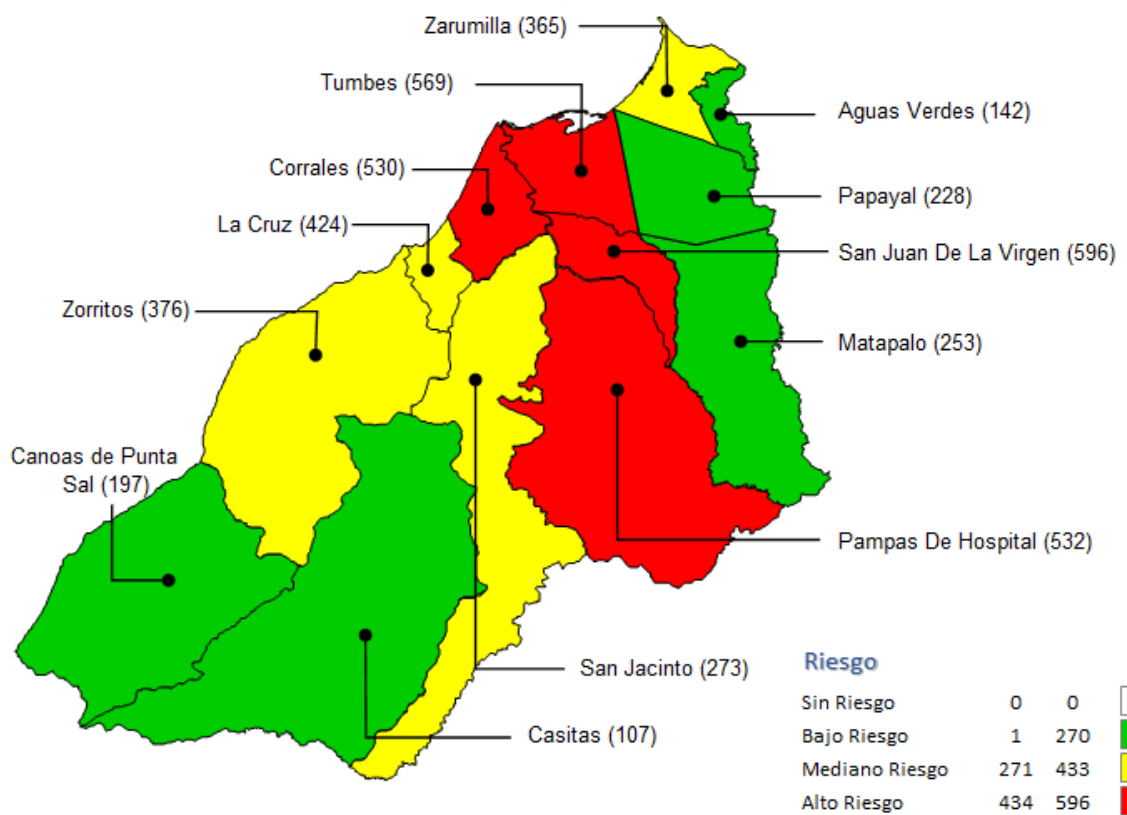 Zarumilla (365)
Tumbes (569)
Aguas Verdes (142)
Corrales (530)
Papayal (228)
La Cruz (424)
San Juan De La Virgen (596)
Zorritos (376)
Matapalo (253)
Canoas de Punta
Sal (197)
Pampas De Hospital (532)
San Jacinto (273)
Casitas (107)
Riesgo
Sin Riesgo 0 0
Bajo Riesgo 1 270
Mediano Riesgo 271 433
Alto Riesgo 434 596